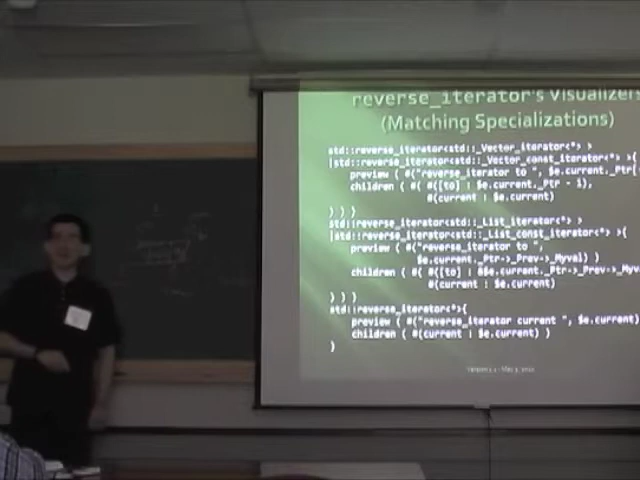 reverse_iterator's Visualizers
(Matching Specializations)
std::reverse_iterator<std::_Vector_iterator<*> >
|std::reverse_iterator<std::_Vector_const_iterator<*> >{
preview ( #("reverse_iterator to ", $e.current._Ptr[-
children ( #( #([to] : $e.current._Ptr - 1),
#(current : $e.current)
) ) )
std::reverse_iterator<std::_List_iterator<*> >
|std::reverse_iterator<std::_List_const_iterator<*> >{
preview ( #("reverse_iterator to ",
$e.current._Ptr->_Prev->_Myval) )
children ( #( #([to] : &$e.current._Ptr->_Prev->_Myv
#(current : $e.current)
) ) )
std::reverse_iterator<*>{
preview ( #("reverse_iterator current ", $e.current)
children ( #(current : $e.current) )
}